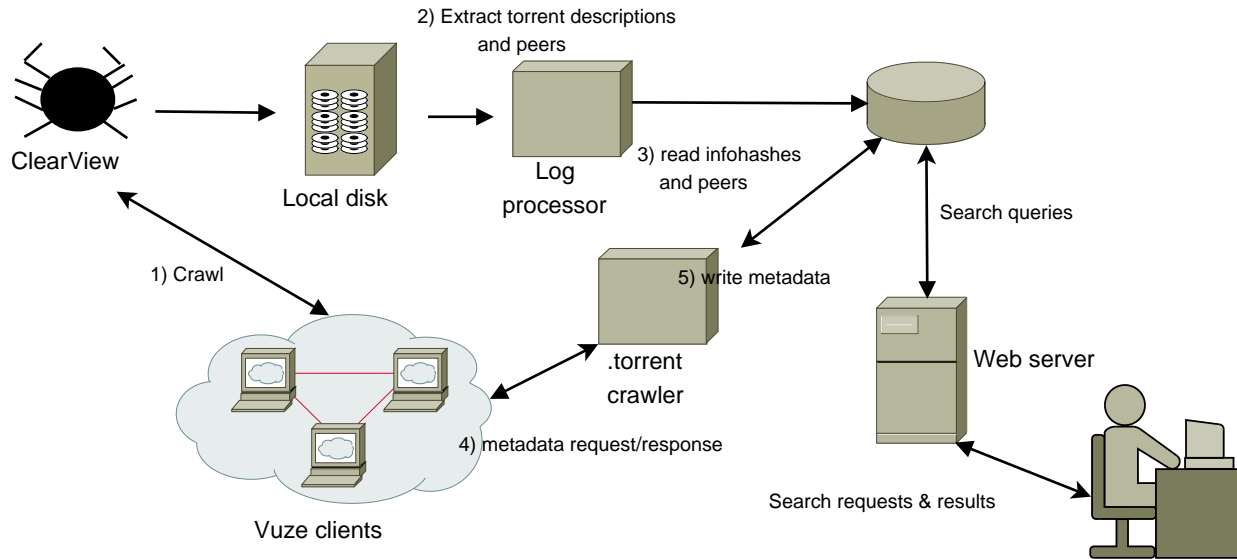 2) Extract torrent descriptions
and peers
ClearView
Local disk
Log
processor
3) read infohashes
and peers
Search queries
1) Crawl
5) write metadata
.torrent
crawler
Web server
4) metadata request/response
Search requests & results
Vuze clients